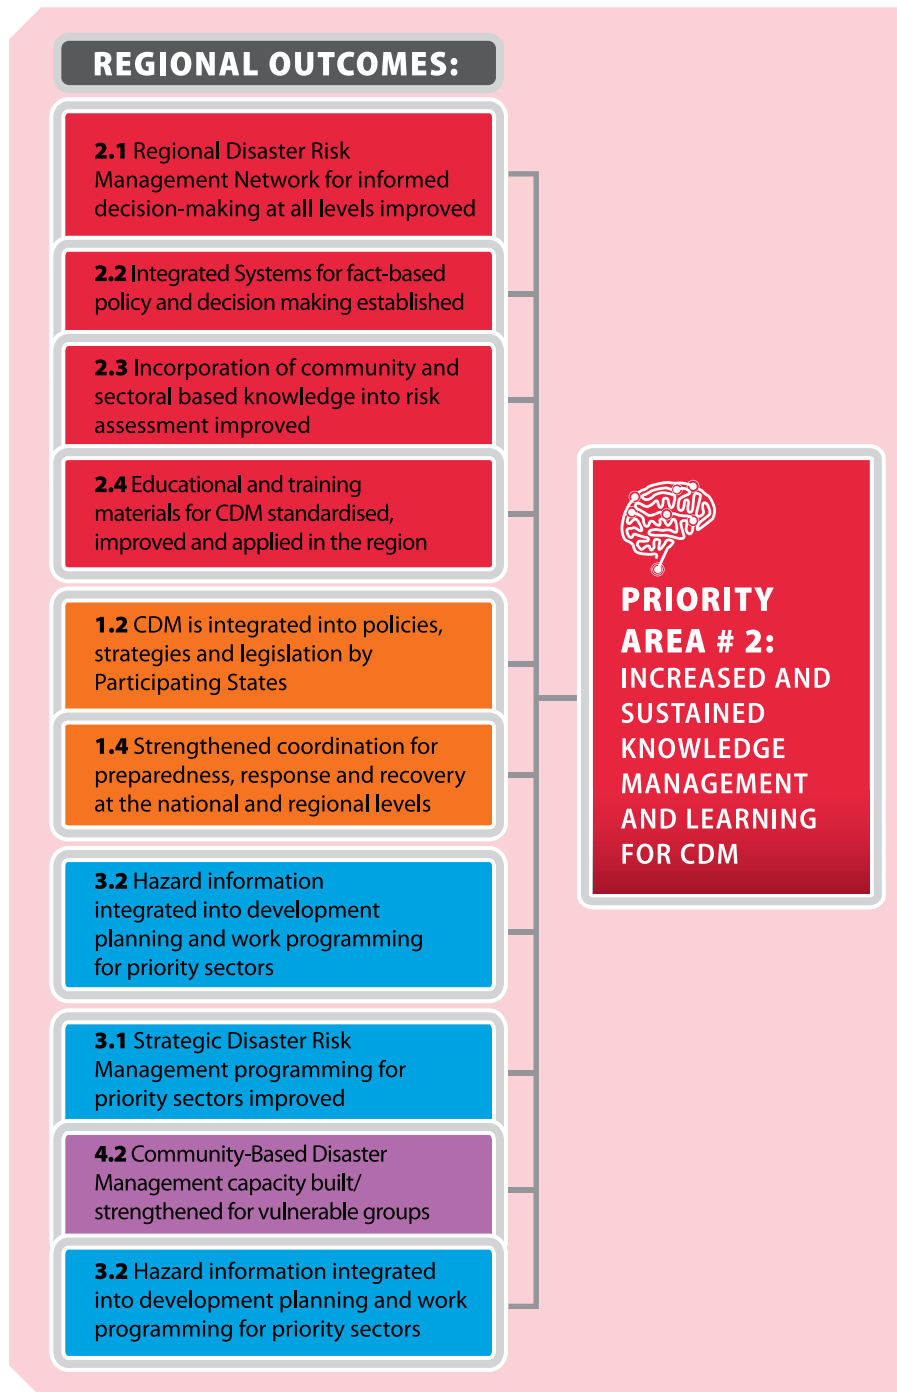 REGIONAL OUTCOMES:
2.1 Regional Disaster Risk
Management Network for informed
decision-making at all levels improved
2.2 Integrated Systems for fact-based
policy and decision making established
2.3 Incorporation of community and
sectoral based knowledge into risk
assessment improved
2.4 Educational and training
materials for CDM standardised,
improved and applied in the region
1.2 CDM is integrated into policies,
strategies and legislation by
Participating States
1.4 Strengthened coordination for
preparedness, response and recovery
at the national and regional levels
3.2 Hazard information
integrated into development
planning and work programming
for priority sectors
3.1 Strategic Disaster Risk
Management programming for
priority sectors improved
4.2 Community-Based Disaster
Management capacity built/
strengthened for vulnerable groups
3.2 Hazard information integrated
into development planning and work
programming for priority sectors
PRIORITY
AREA # 2:
INCREASED AND
SUSTAINED
KNOWLEDGE
MANAGEMENT
AND LEARNING
FOR CDM